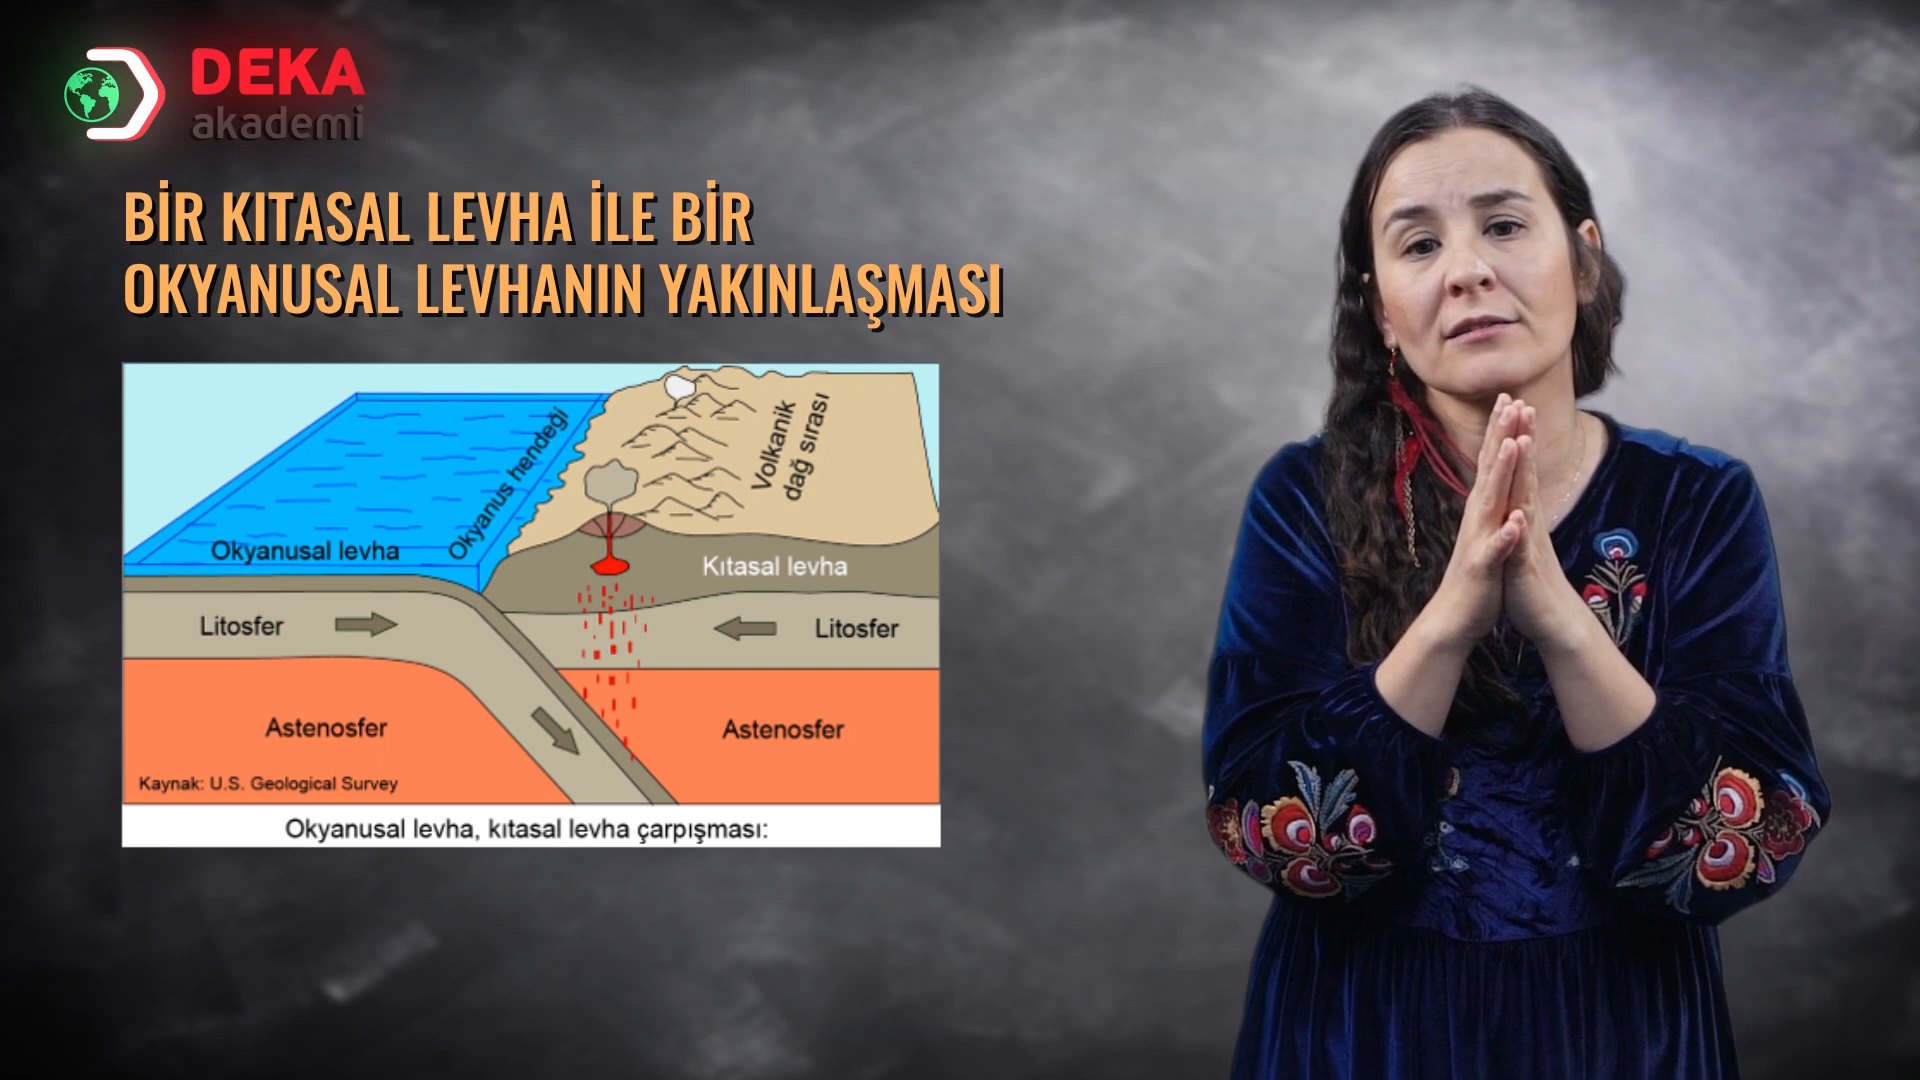 DEKA
akademi
BİR KITASAL LEVHA İLE BİR
OKYANUSAL LEVHANIN YAKINLAŞMASI
Okyanus hendeği
Volkanik
dağ sırası
Okyanusal levha
Kıtasal levha
Litosfer
Litosfer
Astenosfer
Astenosfer
Kaynak: U.S. Geological Survey
Okyanusal levha, kıtasal levha çarpışması: